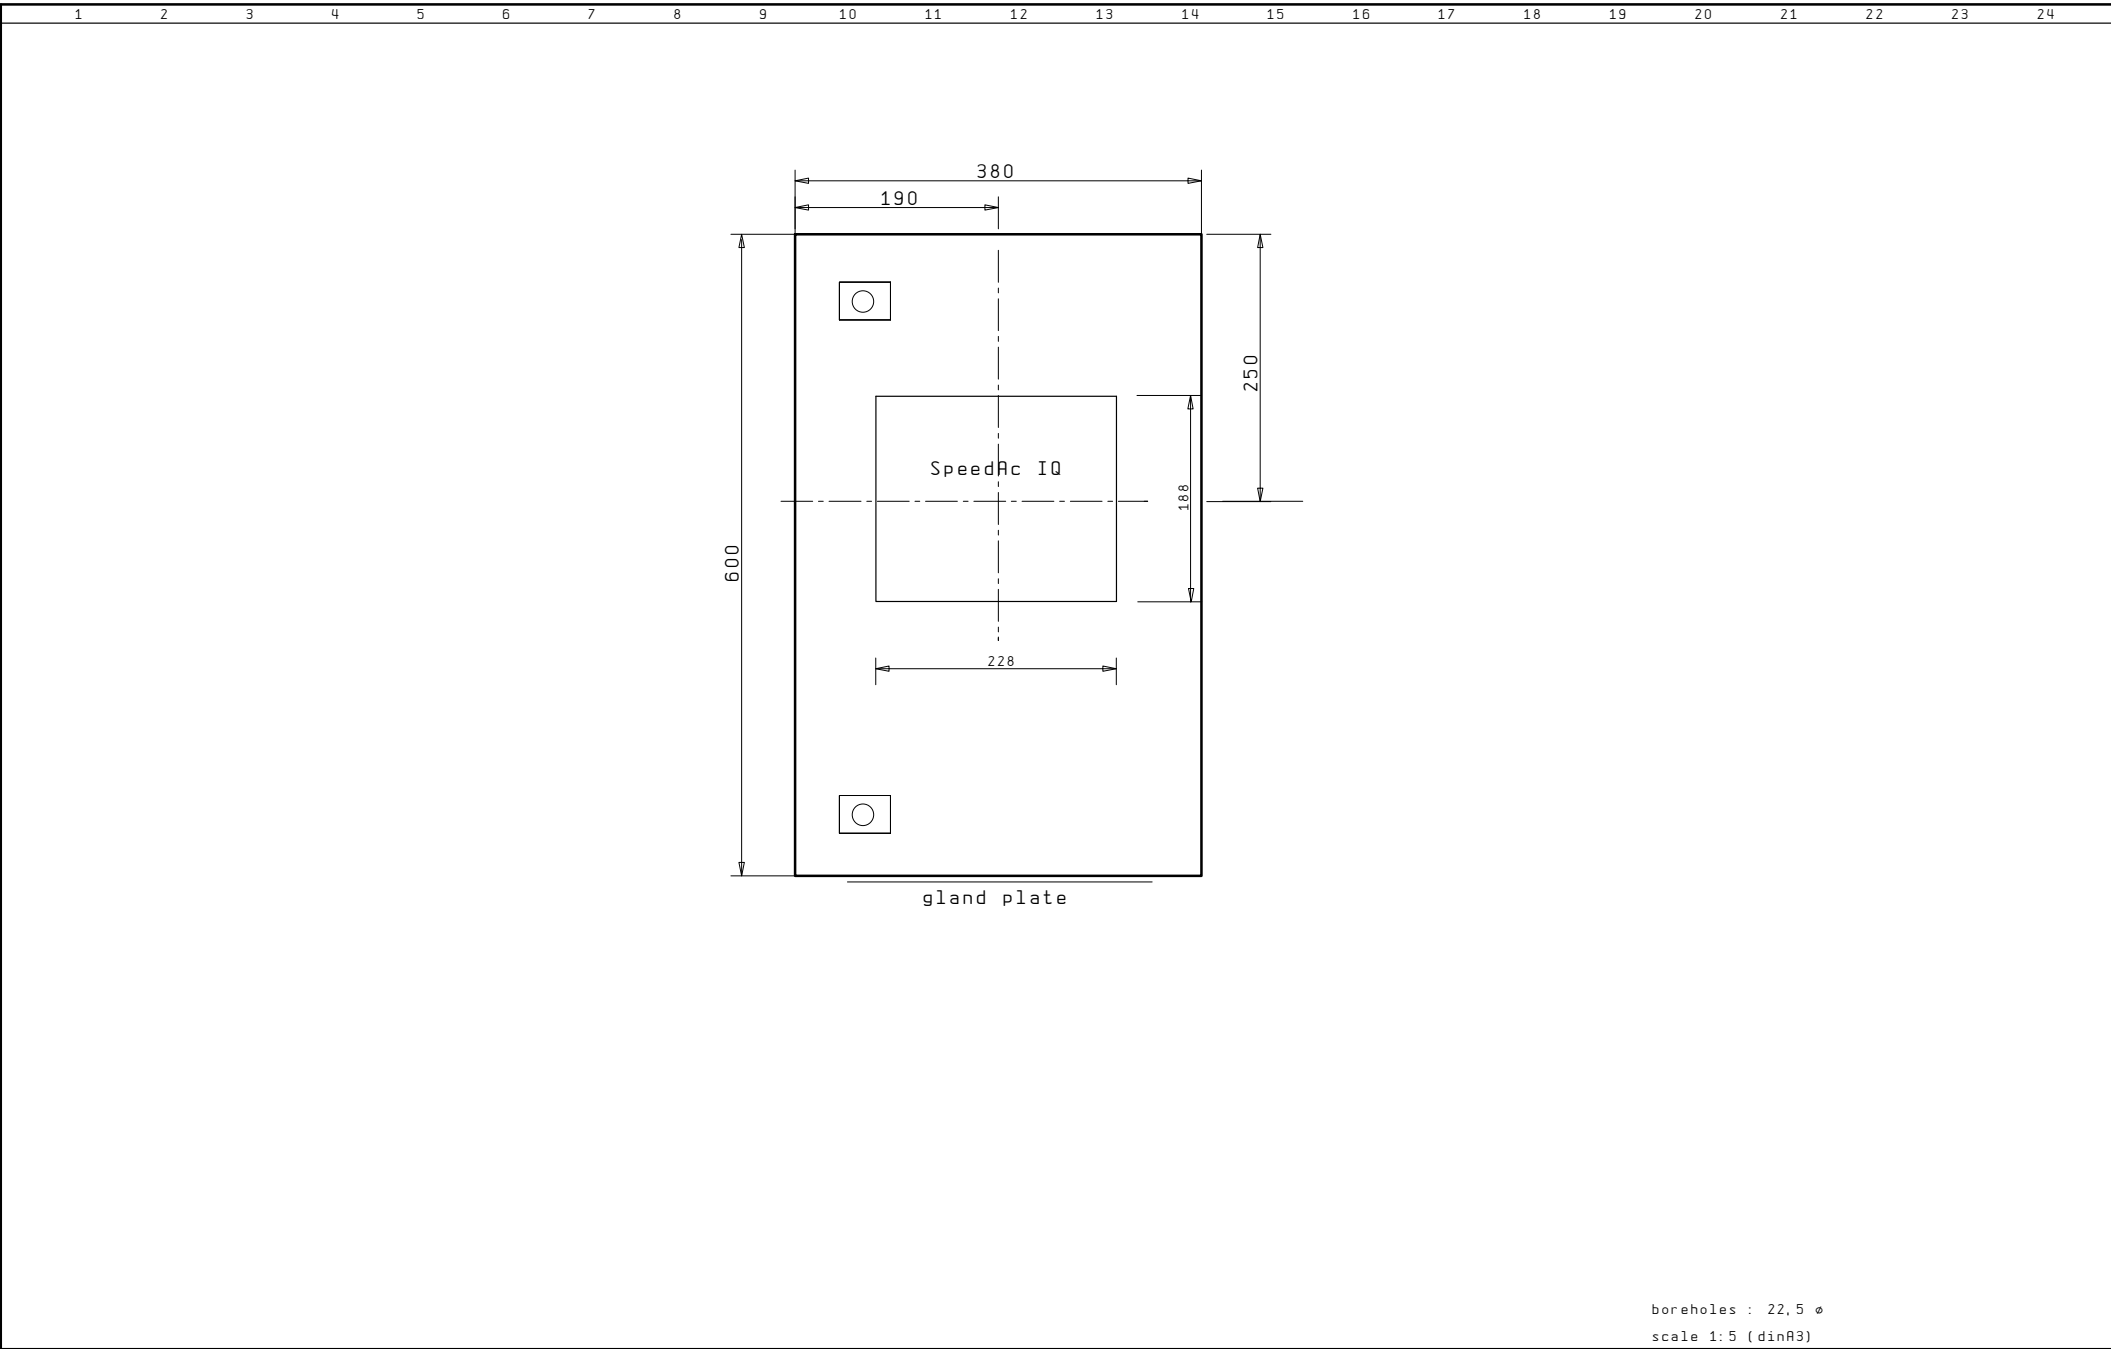 1 2 3 4 5 6 7 8 9 10 11 12 13 14 15 16 17 18 19 20 21 22 23 24
380
190
250
SpeedAc IQ
188
600
228
gland plate
boreholes : 22,5 ø
scale 1:5 (dinA3)